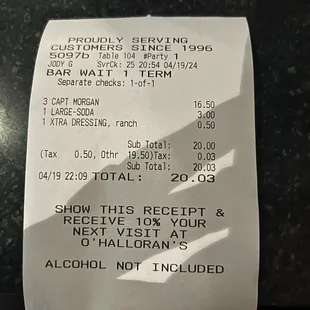 PROUDLY SERVING
CUSTOMERS SINCE 1996
5097b Table 104 #Party 1
JODY G SvrCk: 25 20:54 04/19/24
BAR WAIT 1 TERM
Separate checks: 1-of-1
3 CAPT MORGAN 16.50
1 LARGE-SODA 3.00
1 XTRA DRESSING, ranch 0.50
Sub Total: 20.00
(Tax 0.50, Othr 19.50)Tax: 0.03
Sub Total: 20.03
04/19 22:09 TOTAL: 20.03
SHOW THIS RECEIPT &
RECEIVE 10% YOUR
NEXT VISIT AT
O'HALLORAN'S
ALCOHOL NOT INCLUDED